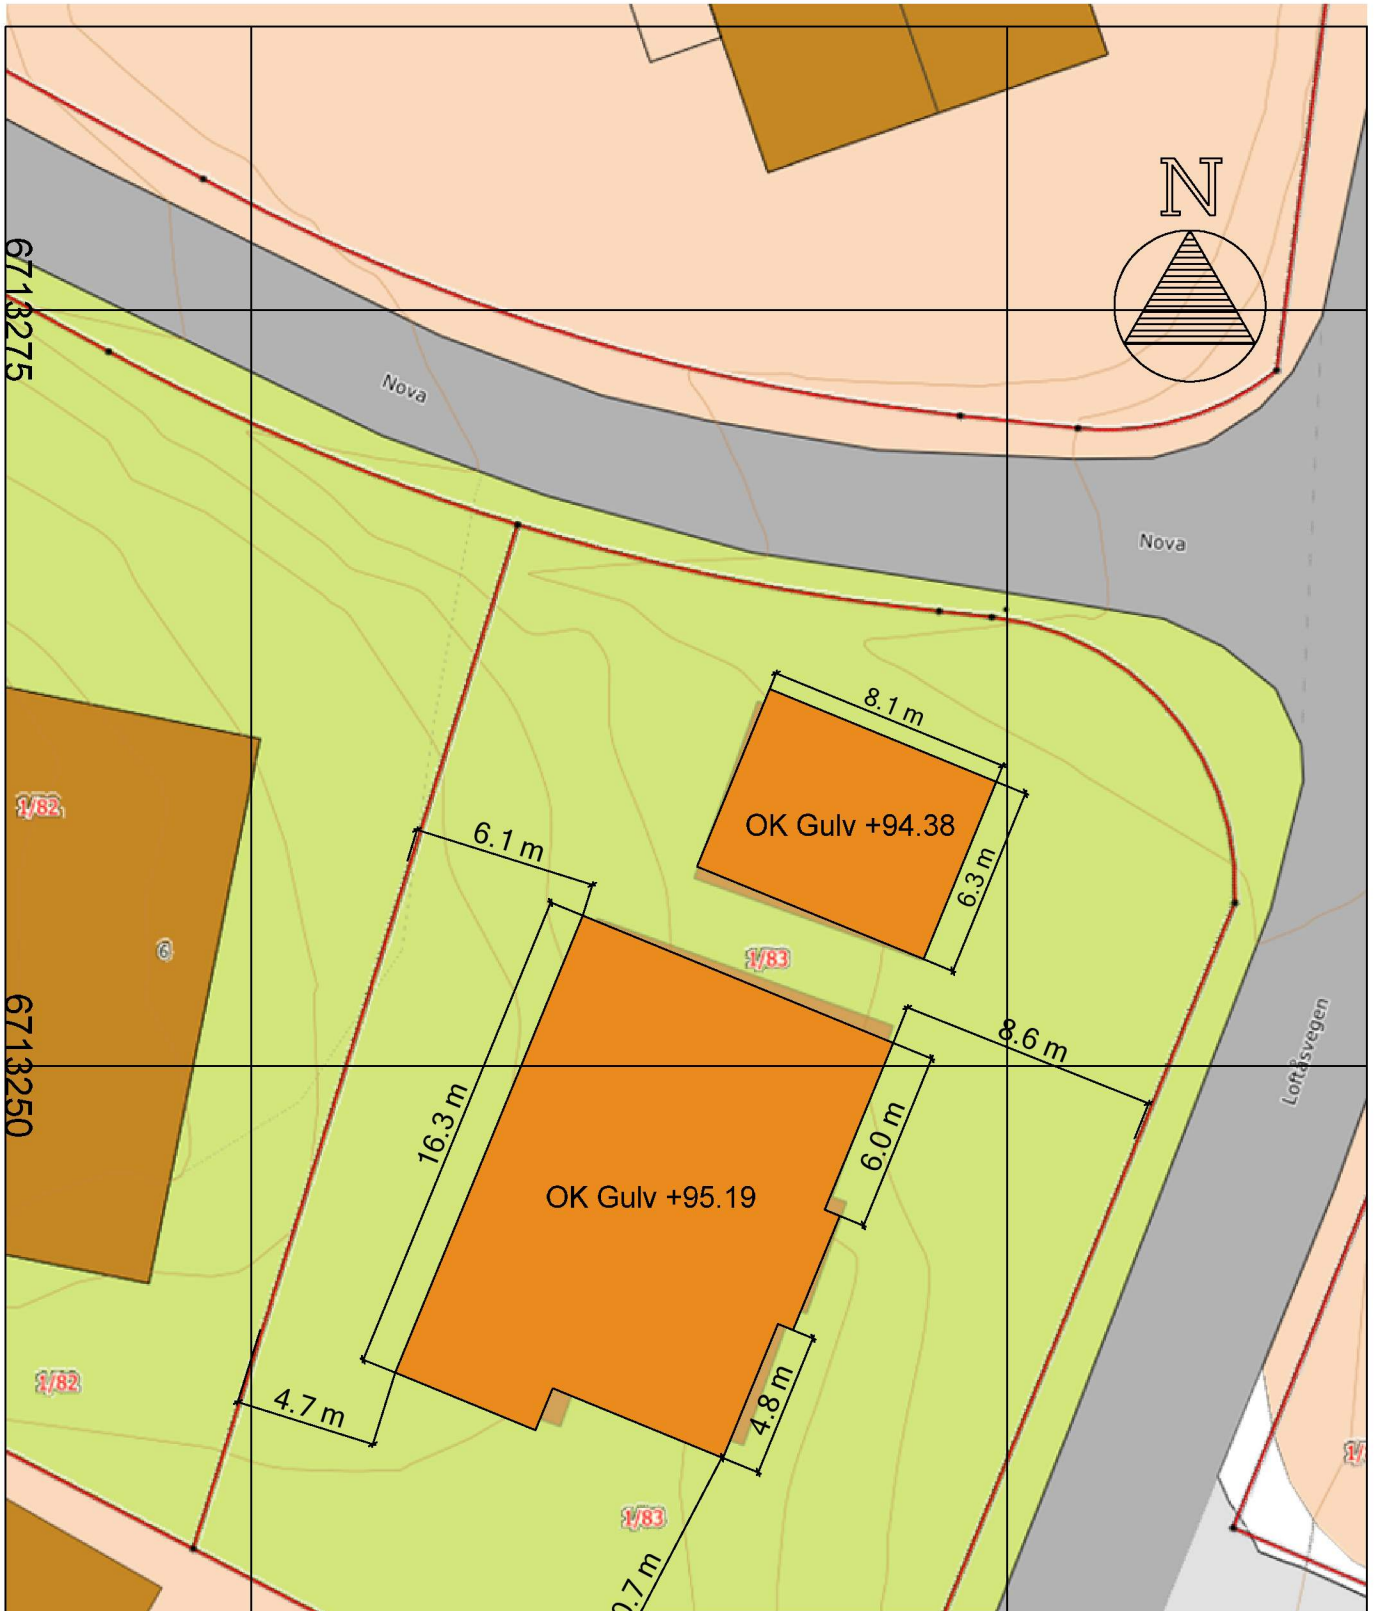 N
6713275
Nova
Nova
8.1 m
1/82
OK Gulv +94.38
6.1 m
6.3 m
6
1/83
6713250
8.6 m
Loftåsvegen
16.3 m
6.0 m
OK Gulv +95.19
1/82
4.7 m
4.8 m
1/83